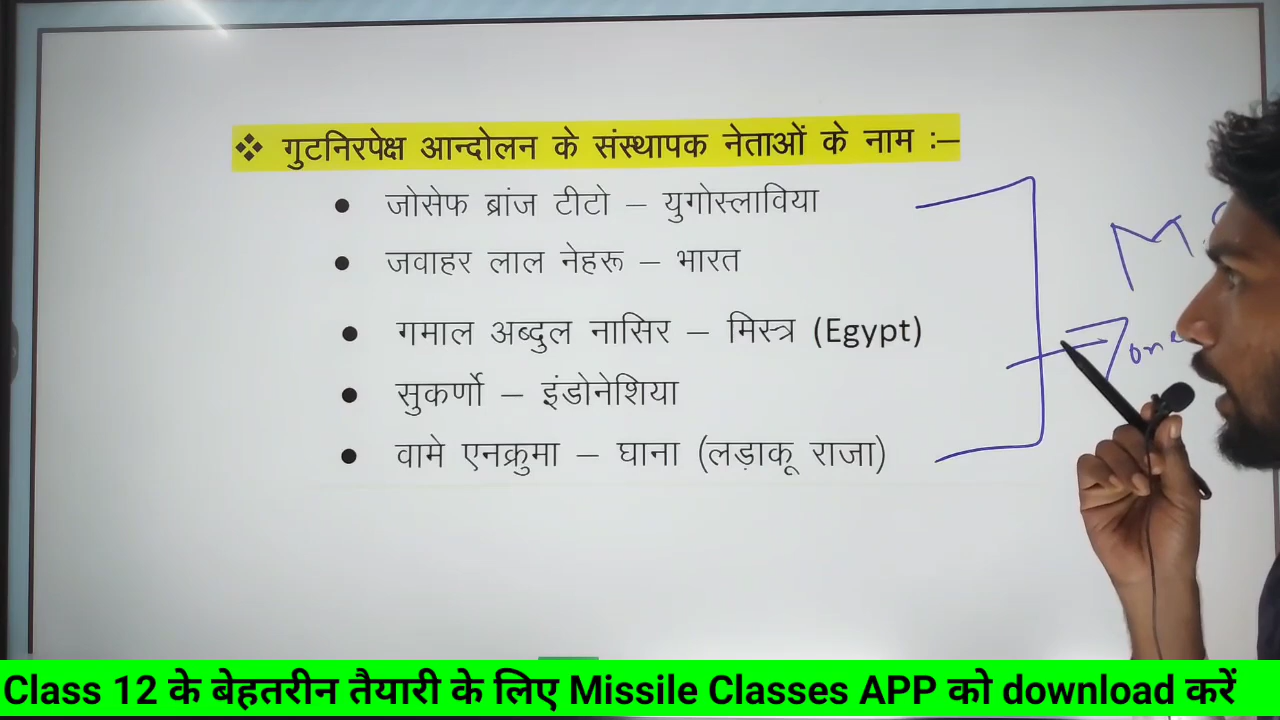 ❖ गुटनिरपेक्ष आन्दोलन के संस्थापक नेताओं के नाम :–
• जोसेफ ब्रांज टीटो – युगोस्लाविया
• जवाहर लाल नेहरू – भारत
• गमाल अब्दुल नासिर – मिस्त्र (Egypt)
• सुकर्णो – इंडोनेशिया
• वामे एनक्रुमा – घाना (लड़ाकू राजा)
Class 12 के बेहतरीन तैयारी के लिए Missile Classes APP को download करें